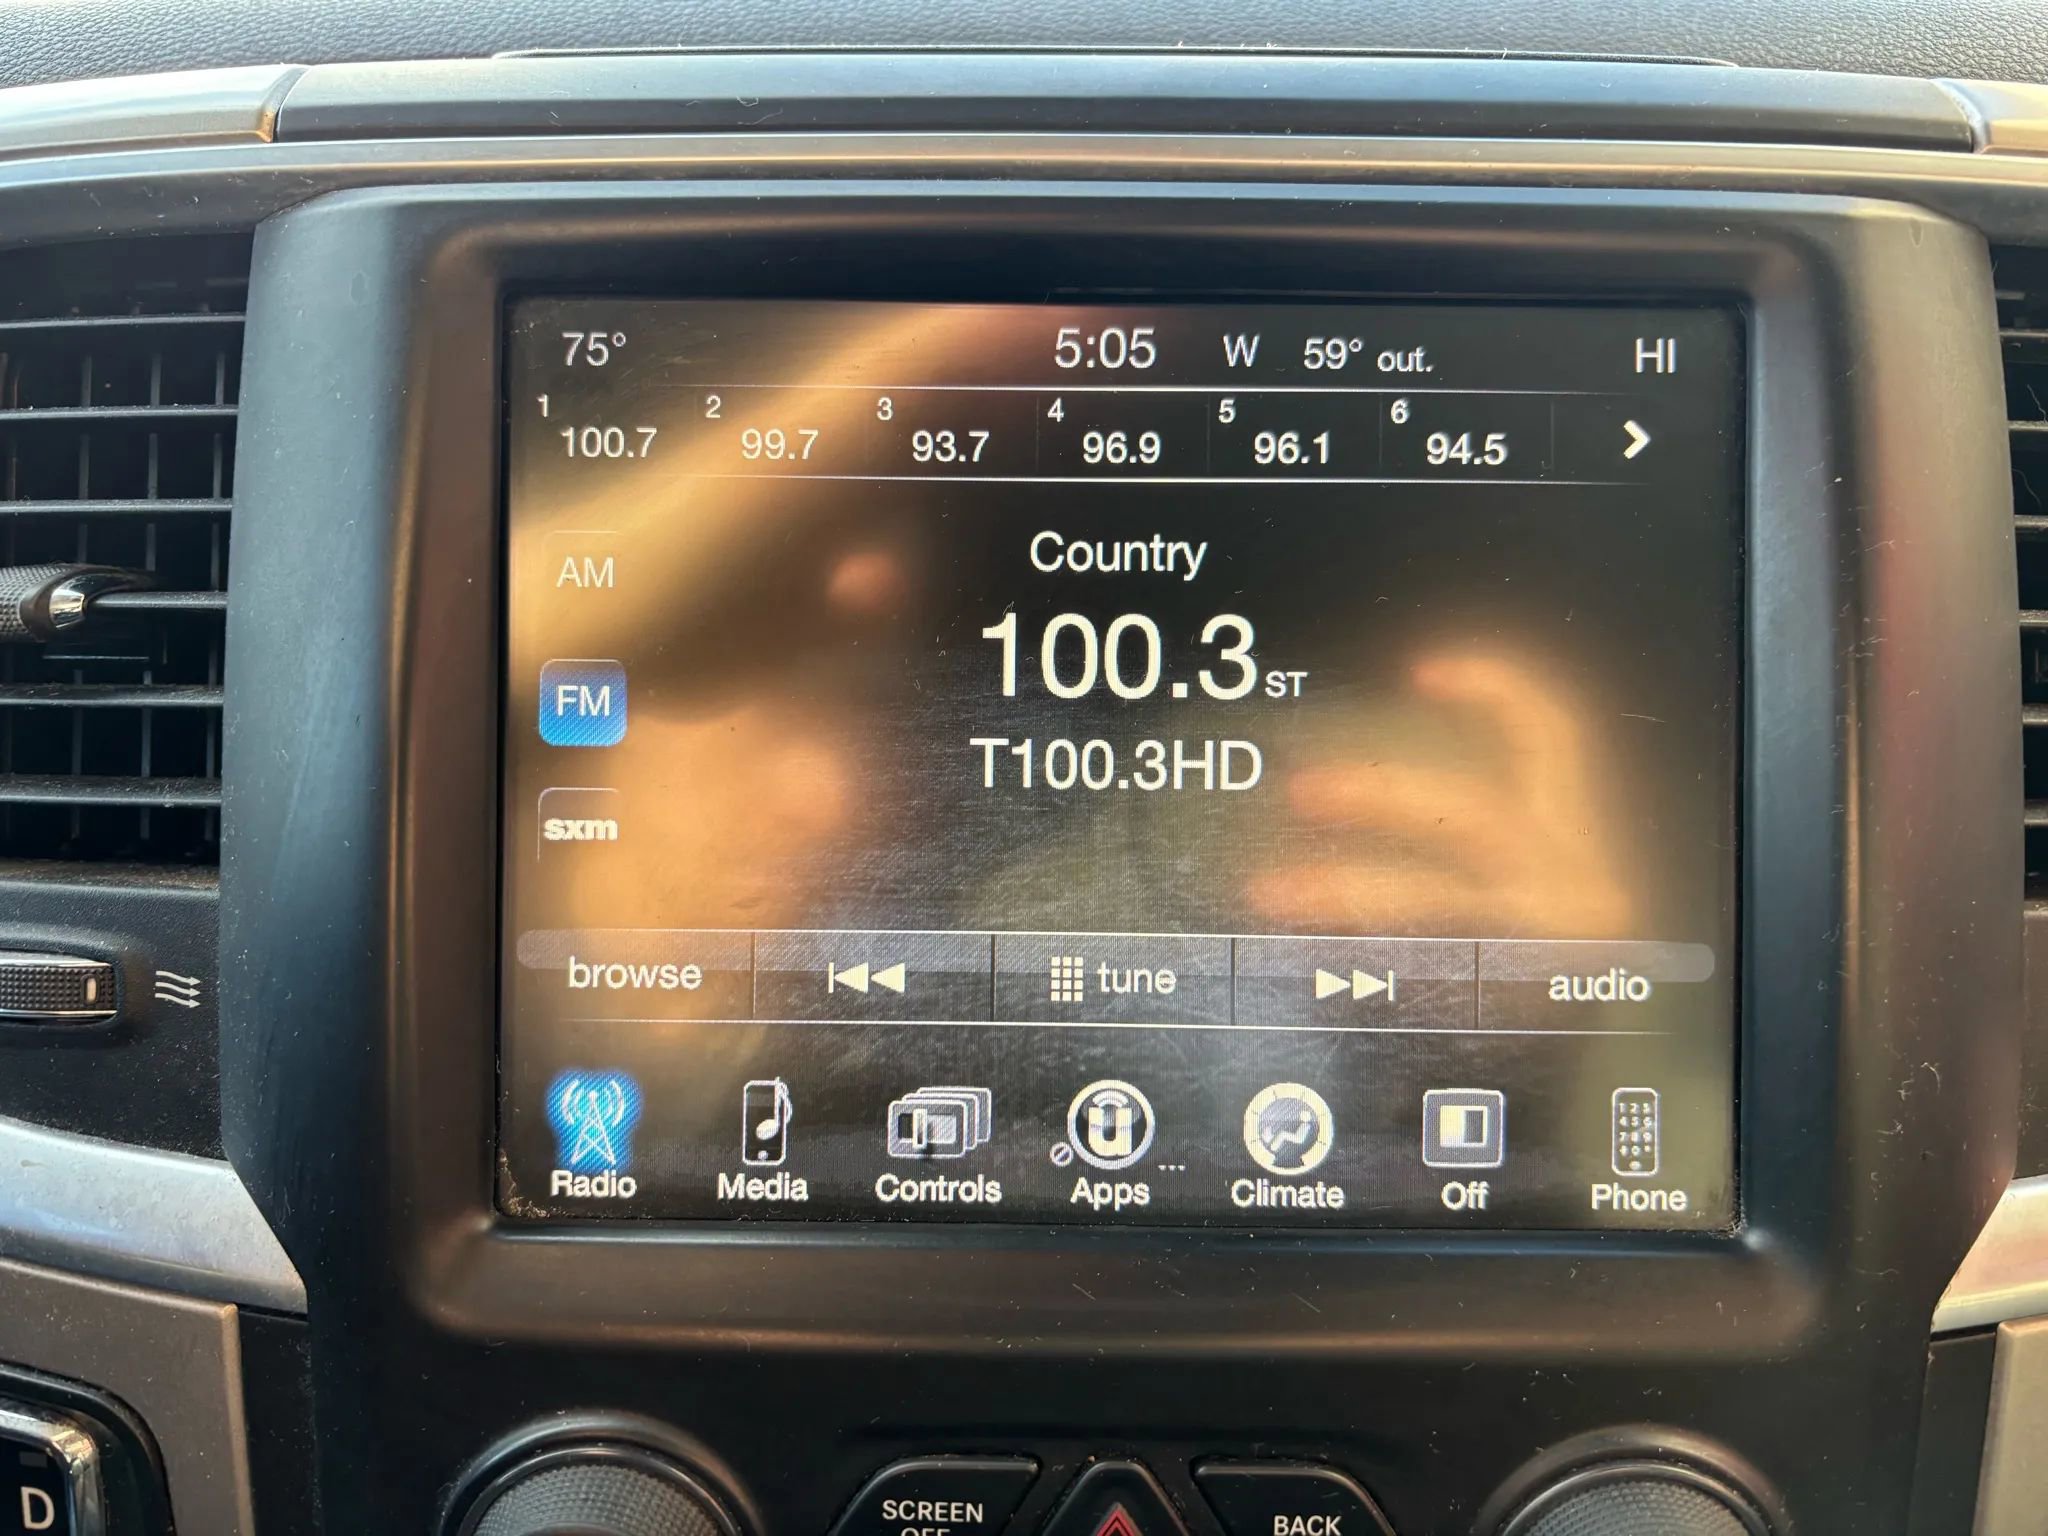 75° 5:05 W 59° out. HI
1 100.7 2 99.7 3 93.7 4 96.9 5 96.1 6 94.5
Country
AM
100.3 ST
FM
T100.3HD
sxm
browse tune audio
Radio Media Controls Apps Climate Off Phone
D
SCREEN OFF
BACK